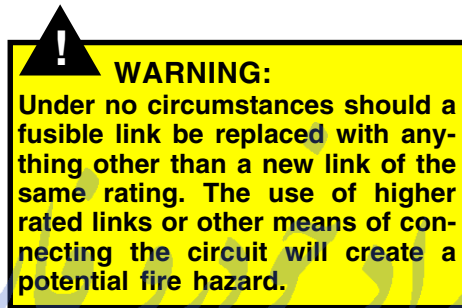 !
WARNING:
Under no circumstances should a
fusible link be replaced with any-
thing other than a new link of the
same rating. The use of higher
rated links or other means of con-
necting the circuit will create a
potential fire hazard.